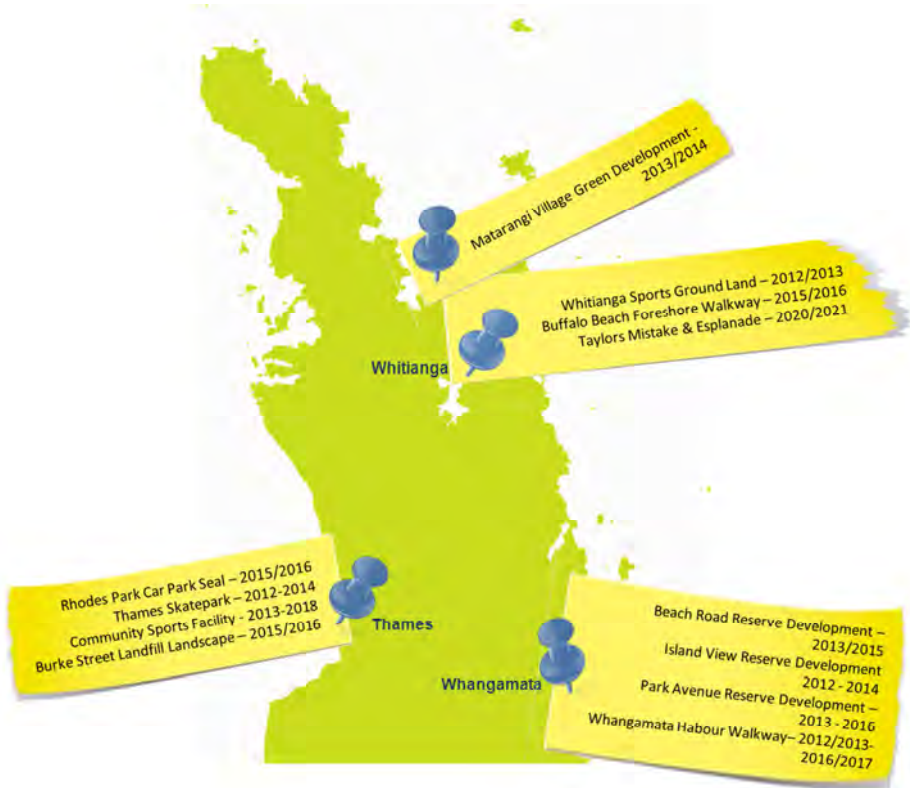 Matarangi Village Green Development -
2013/2014
Whitianga Sports Ground Land – 2012/2013
Buffalo Beach Foreshore Walkway – 2015/2016
Taylors Mistake & Esplanade – 2020/2021
Whitianga
Rhodes Park Car Park Seal – 2015/2016
Thames Skatepark – 2012-2014
Community Sports Facility - 2013-2018
Burke Street Landfill Landscape – 2015/2016
Thames
Beach Road Reserve Development –
2013/2015
Island View Reserve Development
2012 - 2014
Park Avenue Reserve Development –
2013 - 2016
Whangamata Habour Walkway– 2012/2013-
2016/2017
Whangamata